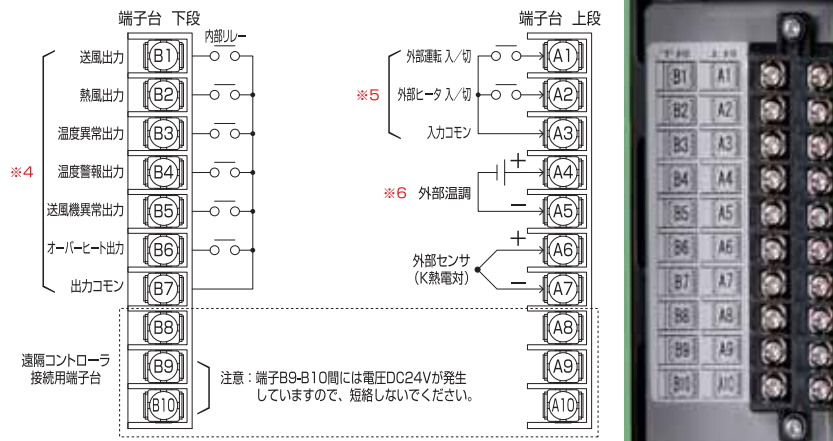 端子台 下段
内部リレー
送風出力 B1
熱風出力 B2
温度異常出力 B3
※4 温度警報出力 B4
送風機異常出力 B5
オーバーヒート出力 B6
出力コモン B7
B8
遠隔コントローラ
接続用端子台
B9
B10
注意：端子B9-B10間には電圧DC24Vが発生
していますので、短絡しないでください。
端子台 上段
外部運転 入／切 A1
※5 外部ヒータ 入／切 A2
入力コモン A3
※6 外部温調
+ A4
− A5
外部センサ
（K熱電対）
+ A6
− A7
A8
A9
A10
B1 A1
B2 A2
B3 A3
B4 A4
B5 A5
B6 A6
B7 A7
B8 A8
B9 A9
B10 A10